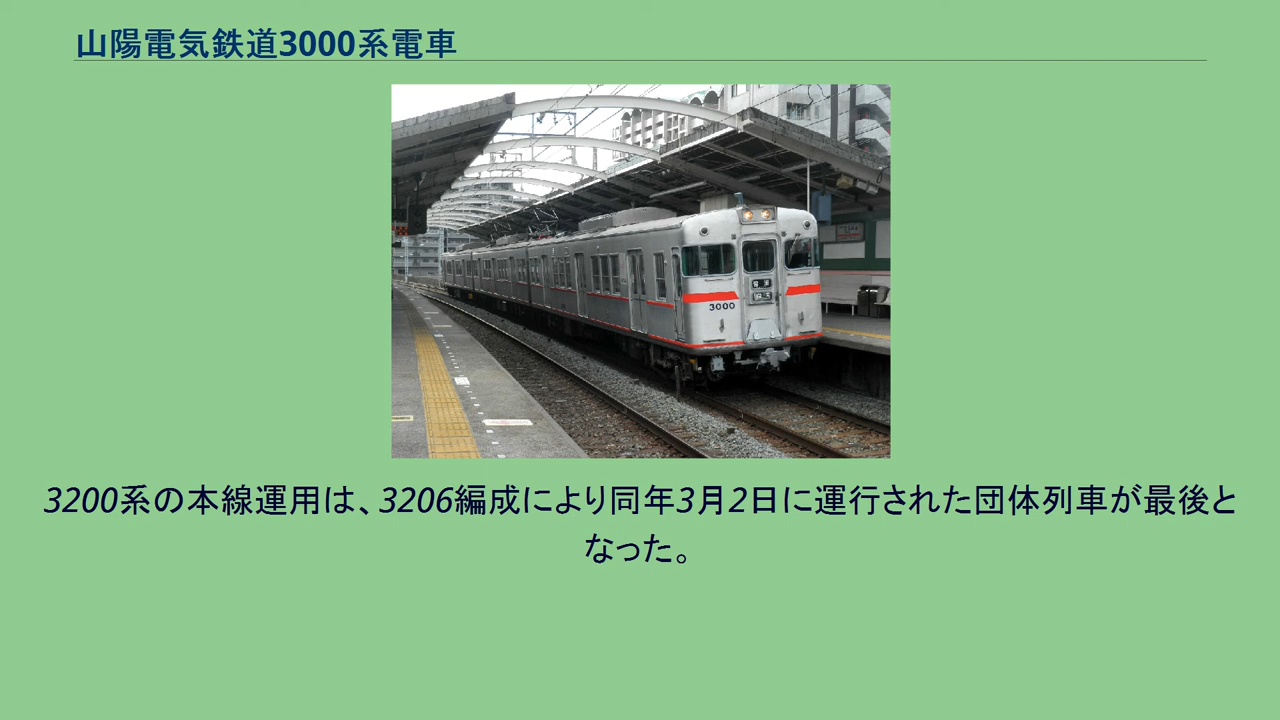 山陽電気鉄道3000系電車
3000
3200系の本線運用は、3206編成により同年3月2日に運行された団体列車が最後と
なった。